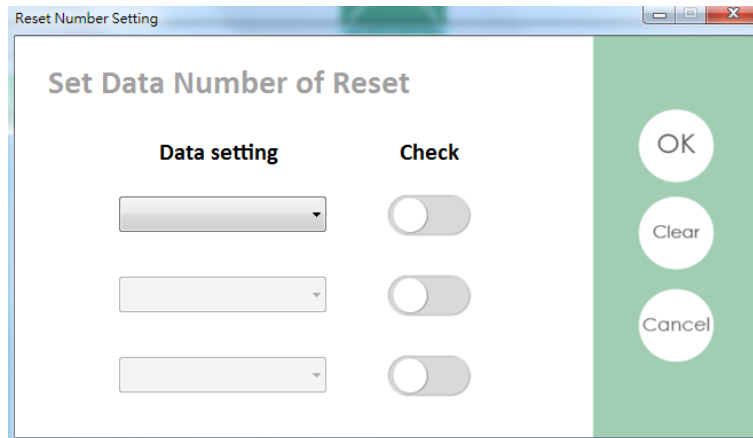 Reset Number Setting
Set Data Number of Reset
Data setting Check
OK
Clear
Cancel